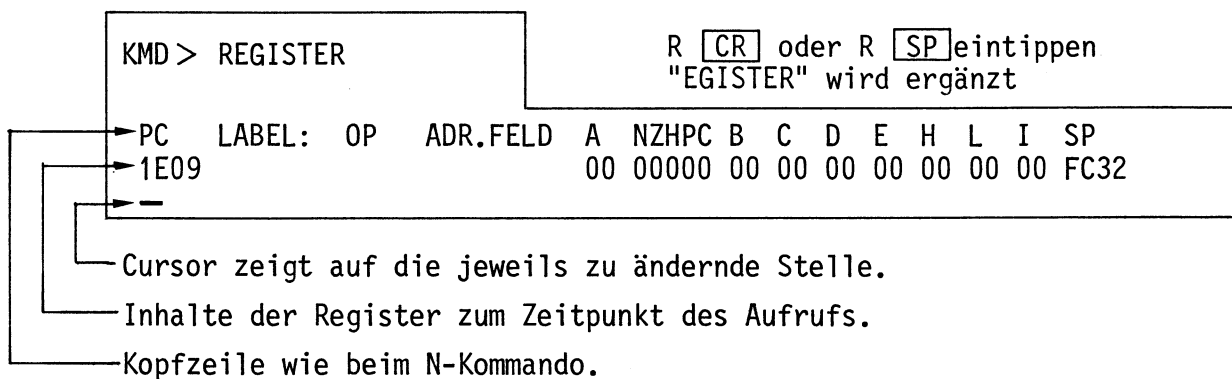 KMD > REGISTER
R CR oder R SP eintippen
"EGISTER" wird ergänzt
PC LABEL: OP ADR.FELD A NZHPC B C D E H L I SP
1E09 00 00000 00 00 00 00 00 00 00 FC32
Cursor zeigt auf die jeweils zu ändernde Stelle.
Inhalte der Register zum Zeitpunkt des Aufrufs.
Kopfzeile wie beim N-Kommando.